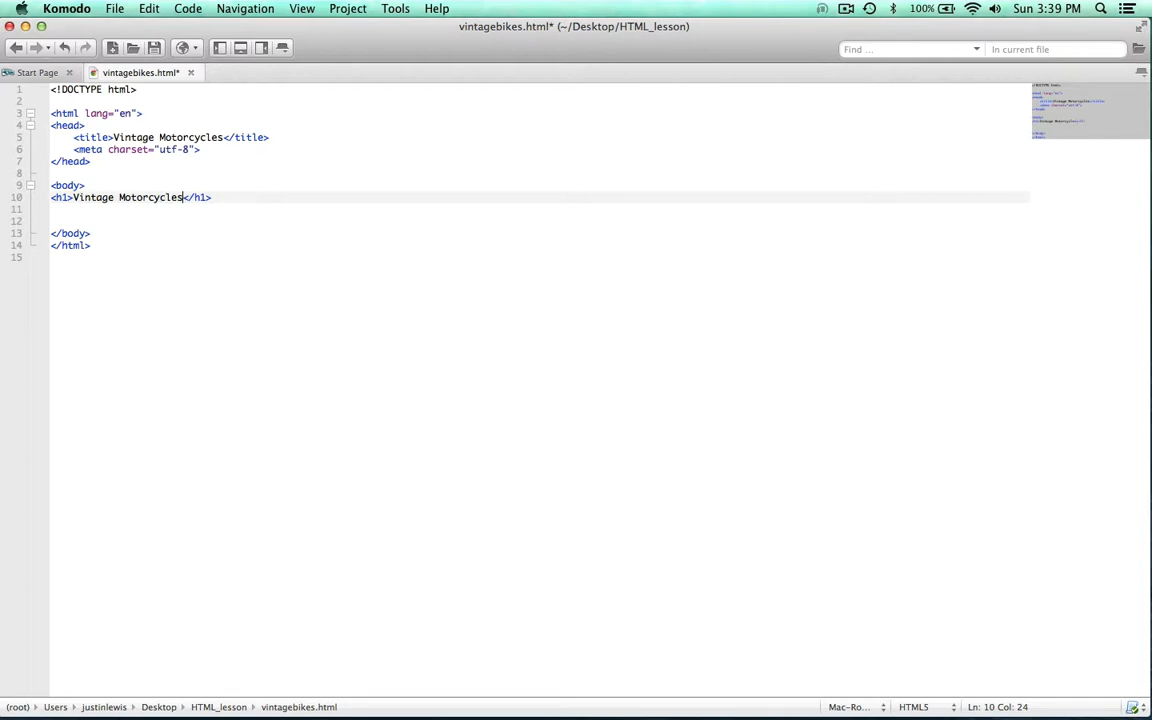 Komodo File Edit Code Navigation View Project Tools Help 100% Sun 3:39 PM
vintagebikes.html* (~/Desktop/HTML_lesson)
Find ... In current file
Start Page vintagebikes.html*
1 <!DOCTYPE html>
2
3 <html lang="en">
4 <head>
5 <title>Vintage Motorcycles</title>
6 <meta charset="utf-8">
7 </head>
8
9 <body>
10 <h1>Vintage Motorcycles</h1>
11
12
13 </body>
14 </html>
15
(root) Users justinlewis Desktop HTML_lesson vintagebikes.html Mac-Ro... HTML5 Ln: 10 Col: 24